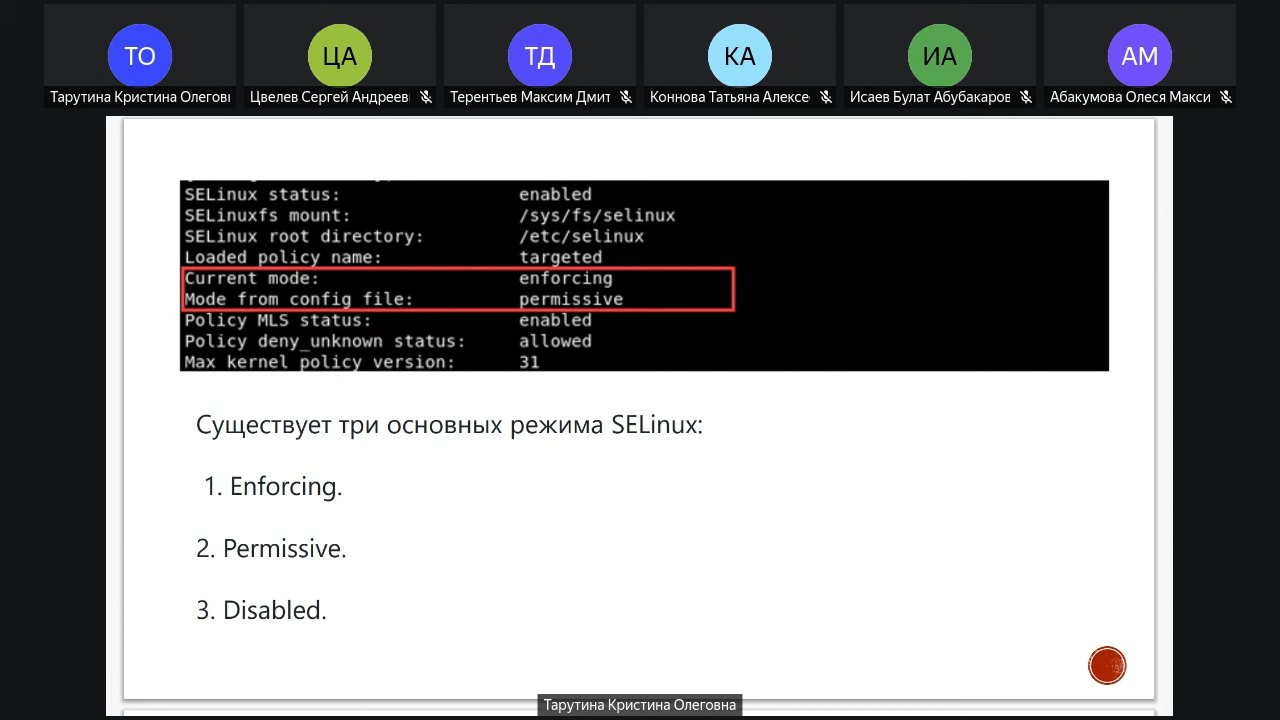 ТО
ЦА
ТД
КА
ИА
АМ
Тарутина Кристина Олегові
Цвелев Сергей Андреев
Терентьев Максим Дмит
Коннова Татьяна Алексе
Исаев Булат Абубакаров
Абакумова Олеся Макси
SELinux status: enabled
SELinuxfs mount: /sys/fs/selinux
SELinux root directory: /etc/selinux
Loaded policy name: targeted
Current mode: enforcing
Mode from config file: permissive
Policy MLS status: enabled
Policy deny_unknown status: allowed
Max kernel policy version: 31
Существует три основных режима SELinux:
1. Enforcing.
2. Permissive.
3. Disabled.
Тарутина Кристина Олеговна